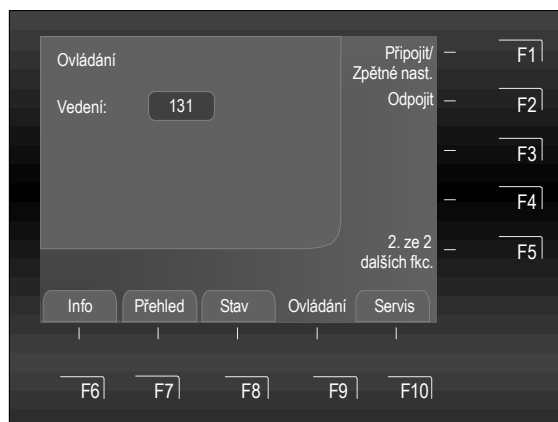 Ovládání
Připojit/
Zpětné nast.
F1
Vedení:
131
Odpojit
F2
F3
F4
2. ze 2
dalších fkc.
F5
Info
Přehled
Stav
Ovládání
Servis
F6
F7
F8
F9
F10